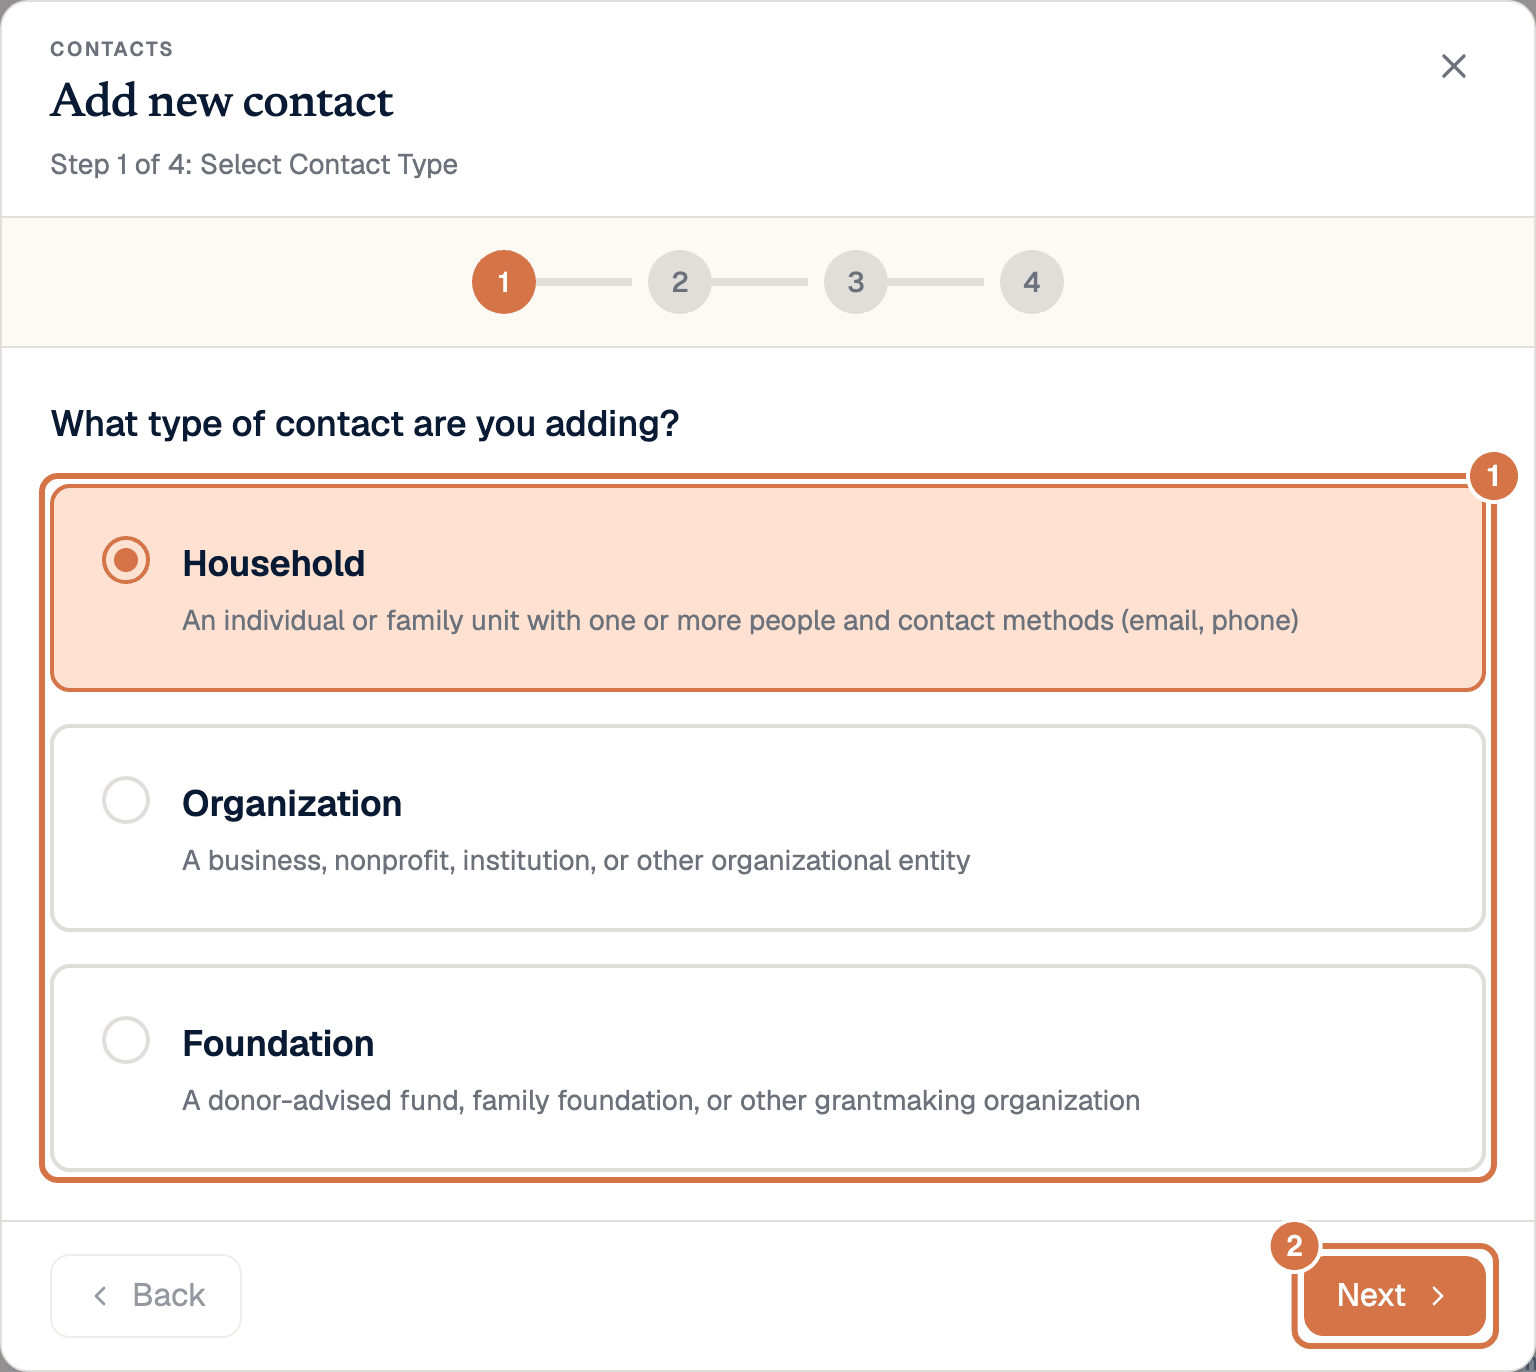 CONTACTS
Add new contact
Step 1 of 4: Select Contact Type
1 2 3 4
What type of contact are you adding?
1
Household
An individual or family unit with one or more people and contact methods (email, phone)
Organization
A business, nonprofit, institution, or other organizational entity
Foundation
A donor-advised fund, family foundation, or other grantmaking organization
2
Back
Next